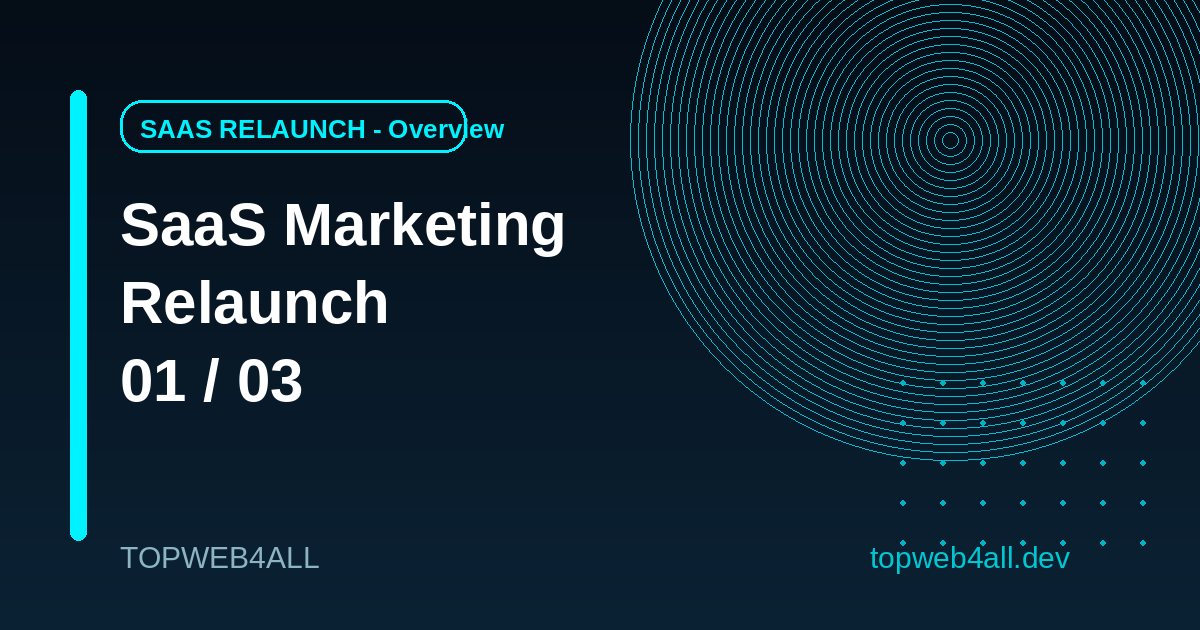 SAAS RELAUNCH - Overview
SaaS Marketing
Relaunch
01 / 03
TOPWEB4ALL
topweb4all.dev